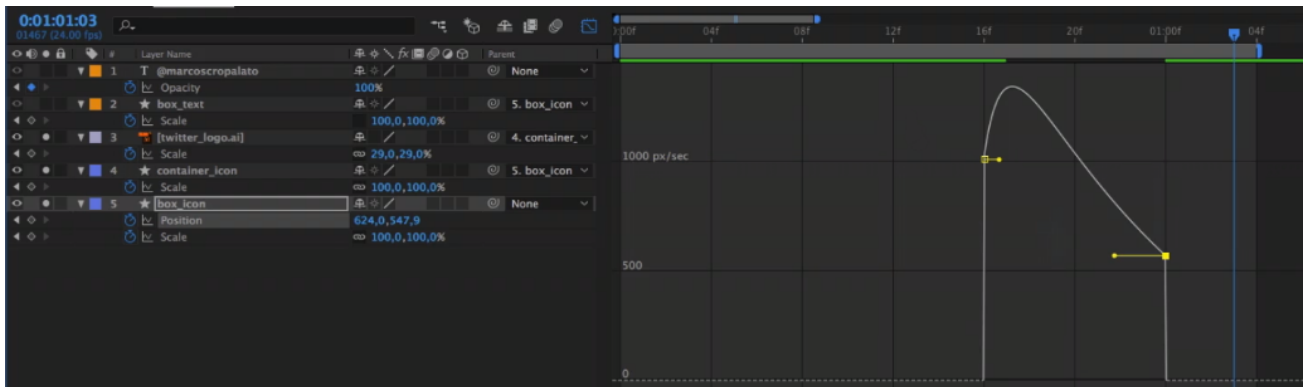 0:01:01:03
01467 (24.00 fps)
:00f 04f 08f 12f 16f 20f 01:00f 04f
# Layer Name fx Parent
1 T @marcoscropalato None
Opacity 100%
2 box_text 5. box_icon
Scale 100,0,100,0%
3 [twitter_logo.ai] 4. container_
Scale 29,0,29,0%
4 container_icon 5. box_icon
Scale 100,0,100,0%
5 box_icon None
Position 624,0,547,9
Scale 100,0,100,0%
1000 px/sec
500
0